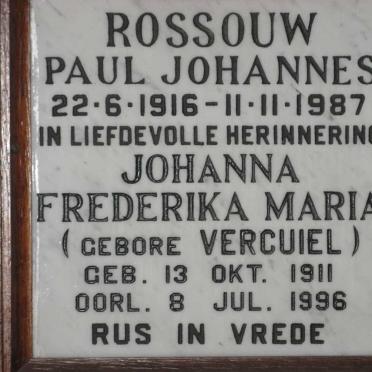 ROSSOUW
PAUL JOHANNES
22·6·1916-11·11·1987
IN LIEFDEVOLLE HERINNERING
JOHANNA
FREDERIKA MARIA
(GEBORE VERCUIEL)
GEB. 13 OKT. 1911
OORL. 8 JUL. 1996
RUS IN VREDE